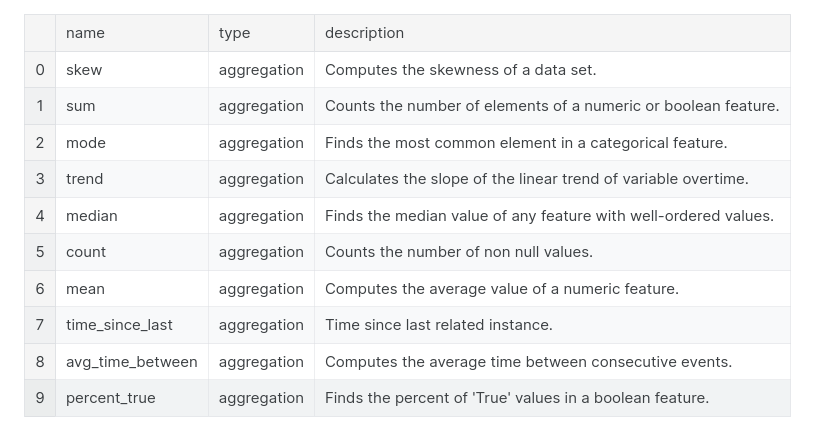 name type description
0 skew aggregation Computes the skewness of a data set.
1 sum aggregation Counts the number of elements of a numeric or boolean feature.
2 mode aggregation Finds the most common element in a categorical feature.
3 trend aggregation Calculates the slope of the linear trend of variable overtime.
4 median aggregation Finds the median value of any feature with well-ordered values.
5 count aggregation Counts the number of non null values.
6 mean aggregation Computes the average value of a numeric feature.
7 time_since_last aggregation Time since last related instance.
8 avg_time_between aggregation Computes the average time between consecutive events.
9 percent_true aggregation Finds the percent of 'True' values in a boolean feature.